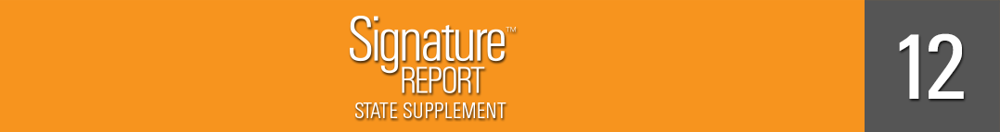 Signature™
REPORT
STATE SUPPLEMENT
12